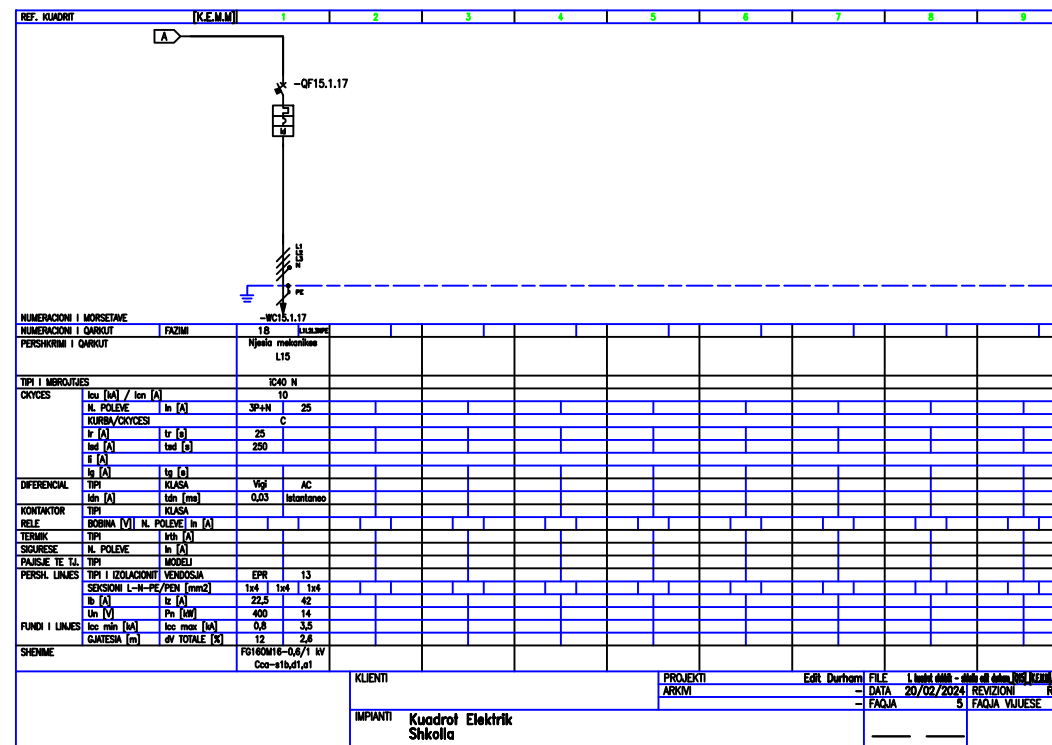 REF. KUADRIT [K.E.M.M] 1 2 3 4 5 6 7 8 9
A
-QF15.1.17
N
PE
NUMERACIONI I MORSETAVE -WC15.1.17
NUMERACIONI I QARKUT FAZIMI 18
PERSHKRIMI I QARKUT Njesia mekanikes
L15
TIPI I MBROJTJES iC40 N
CKYCES Icu [kA] / Icn [A] 10
N. POLEVE In [A] 3P+N 25
KURBA/CKYCESI C
Ir [A] tr [s] 25
Isd [A] tsd [s] 250
Ii [A]
Ig [A] tg [s]
DIFERENCIAL TIPI KLASA Vigi AC
Idn [A] tdn [ms] 0,03 Istantaneo
KONTAKTOR TIPI KLASA
RELE BOBINA [V] N. POLEVE In [A]
TERMIK TIPI Irth [A]
SIGURESE N. POLEVE In [A]
PAJISJE TE TJ. TIPI MODELI
PERSH. LINJES TIPI I IZOLACIONIT VENDOSJA EPR 13
SEKSIONI L-N-PE/PEN [mm2] 1x4 1x4 1x4
Ib [A] Iz [A] 22,5 42
Un [V] Pn [kW] 400 14
FUNDI I LINJES Icc min [kA] Icc max [kA] 0,8 3,5
GJATESIA [m] dV TOTALE [%] 12 2,6
SHENIME FG16OM16-0,6/1 kV
Cca-s1b,d1,a1
KLIENTI PROJEKTI Edit Durham FILE
ARKIVI - DATA 20/02/2024 REVIZIONI R
- FAQJA 5 FAQJA VIJUESE
IMPIANTI Kuadrot Elektrik
Shkolla